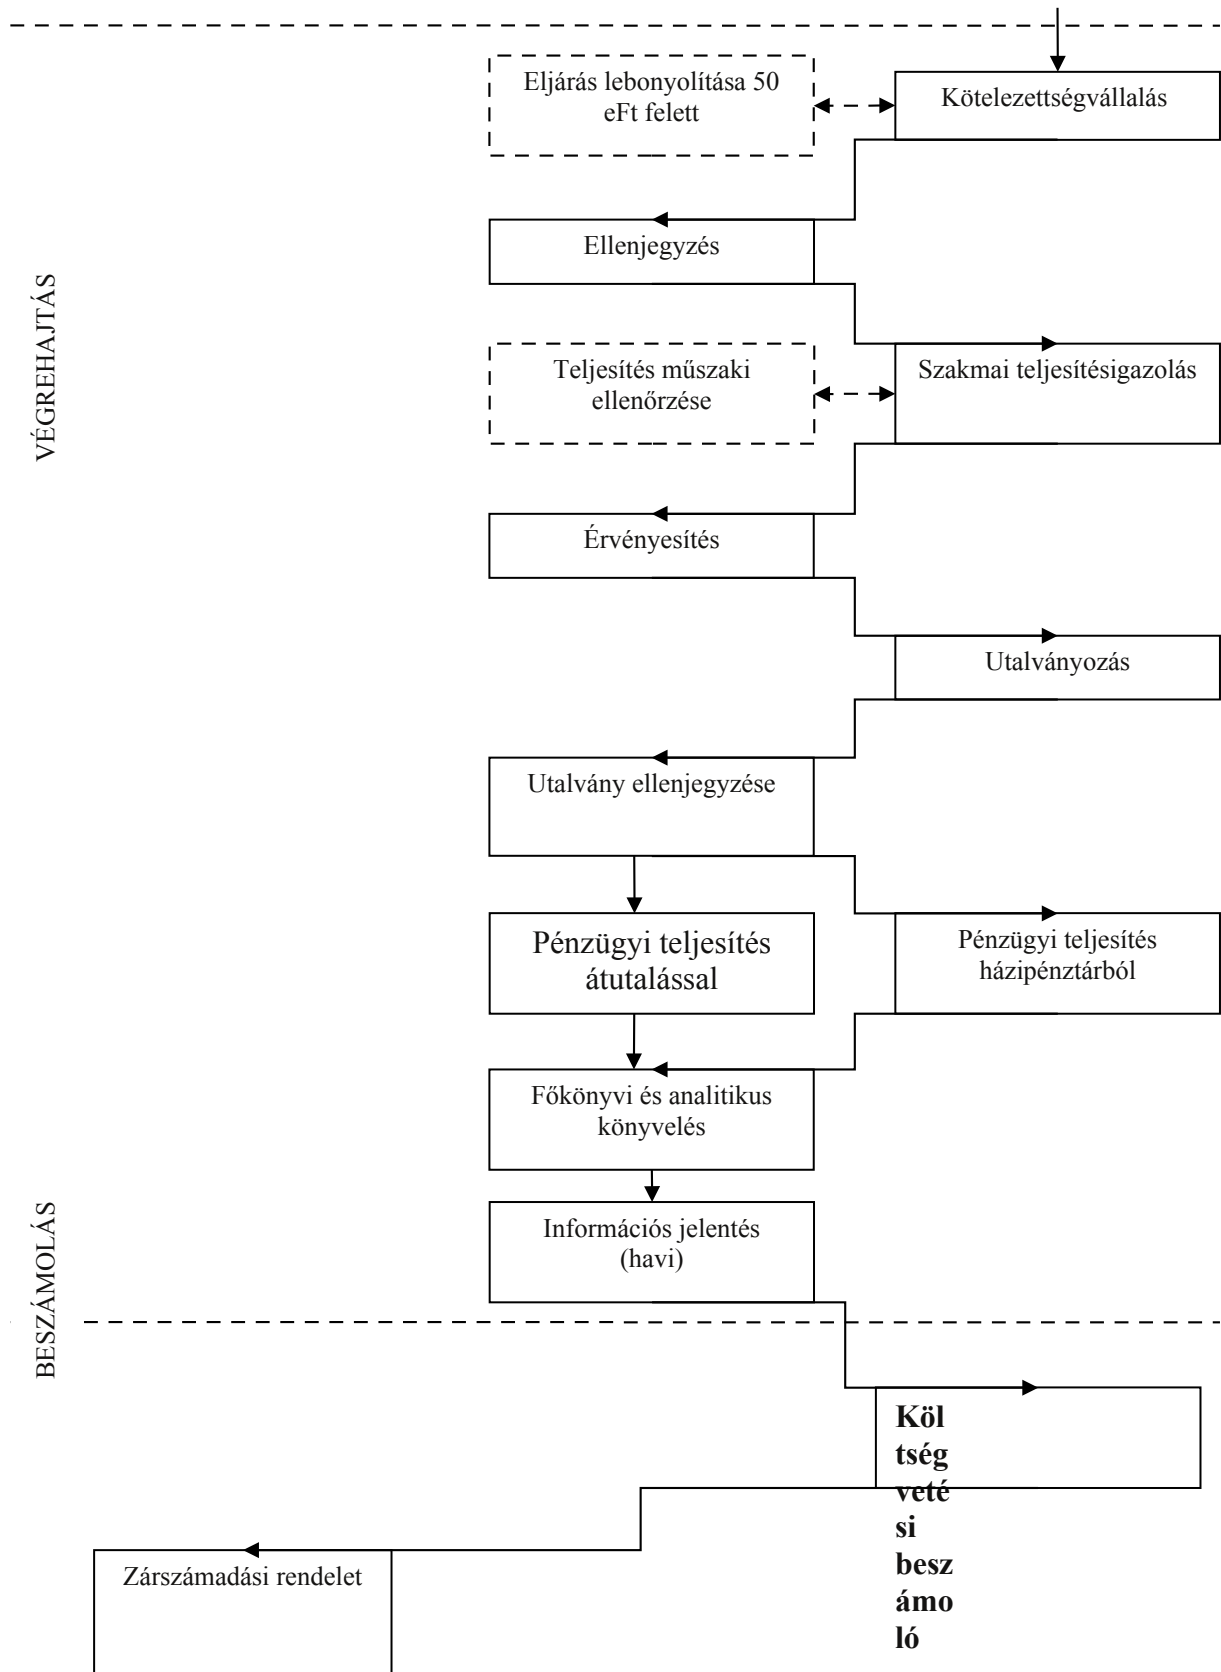 Eljárás lebonyolítása 50
eFt felett
Kötelezettségvállalás
Ellenjegyzés
VÉGREHAJTÁS
Teljesítés műszaki
ellenőrzése
Szakmai teljesítésigazolás
Érvényesítés
Utalványozás
Utalvány ellenjegyzése
Pénzügyi teljesítés
átutalással
Pénzügyi teljesítés
házipénztárból
Főkönyvi és analitikus
könyvelés
Információs jelentés
(havi)
BESZÁMOLÁS
Köl
tség
veté
si
besz
ámo
ló
Zárszámadási rendelet